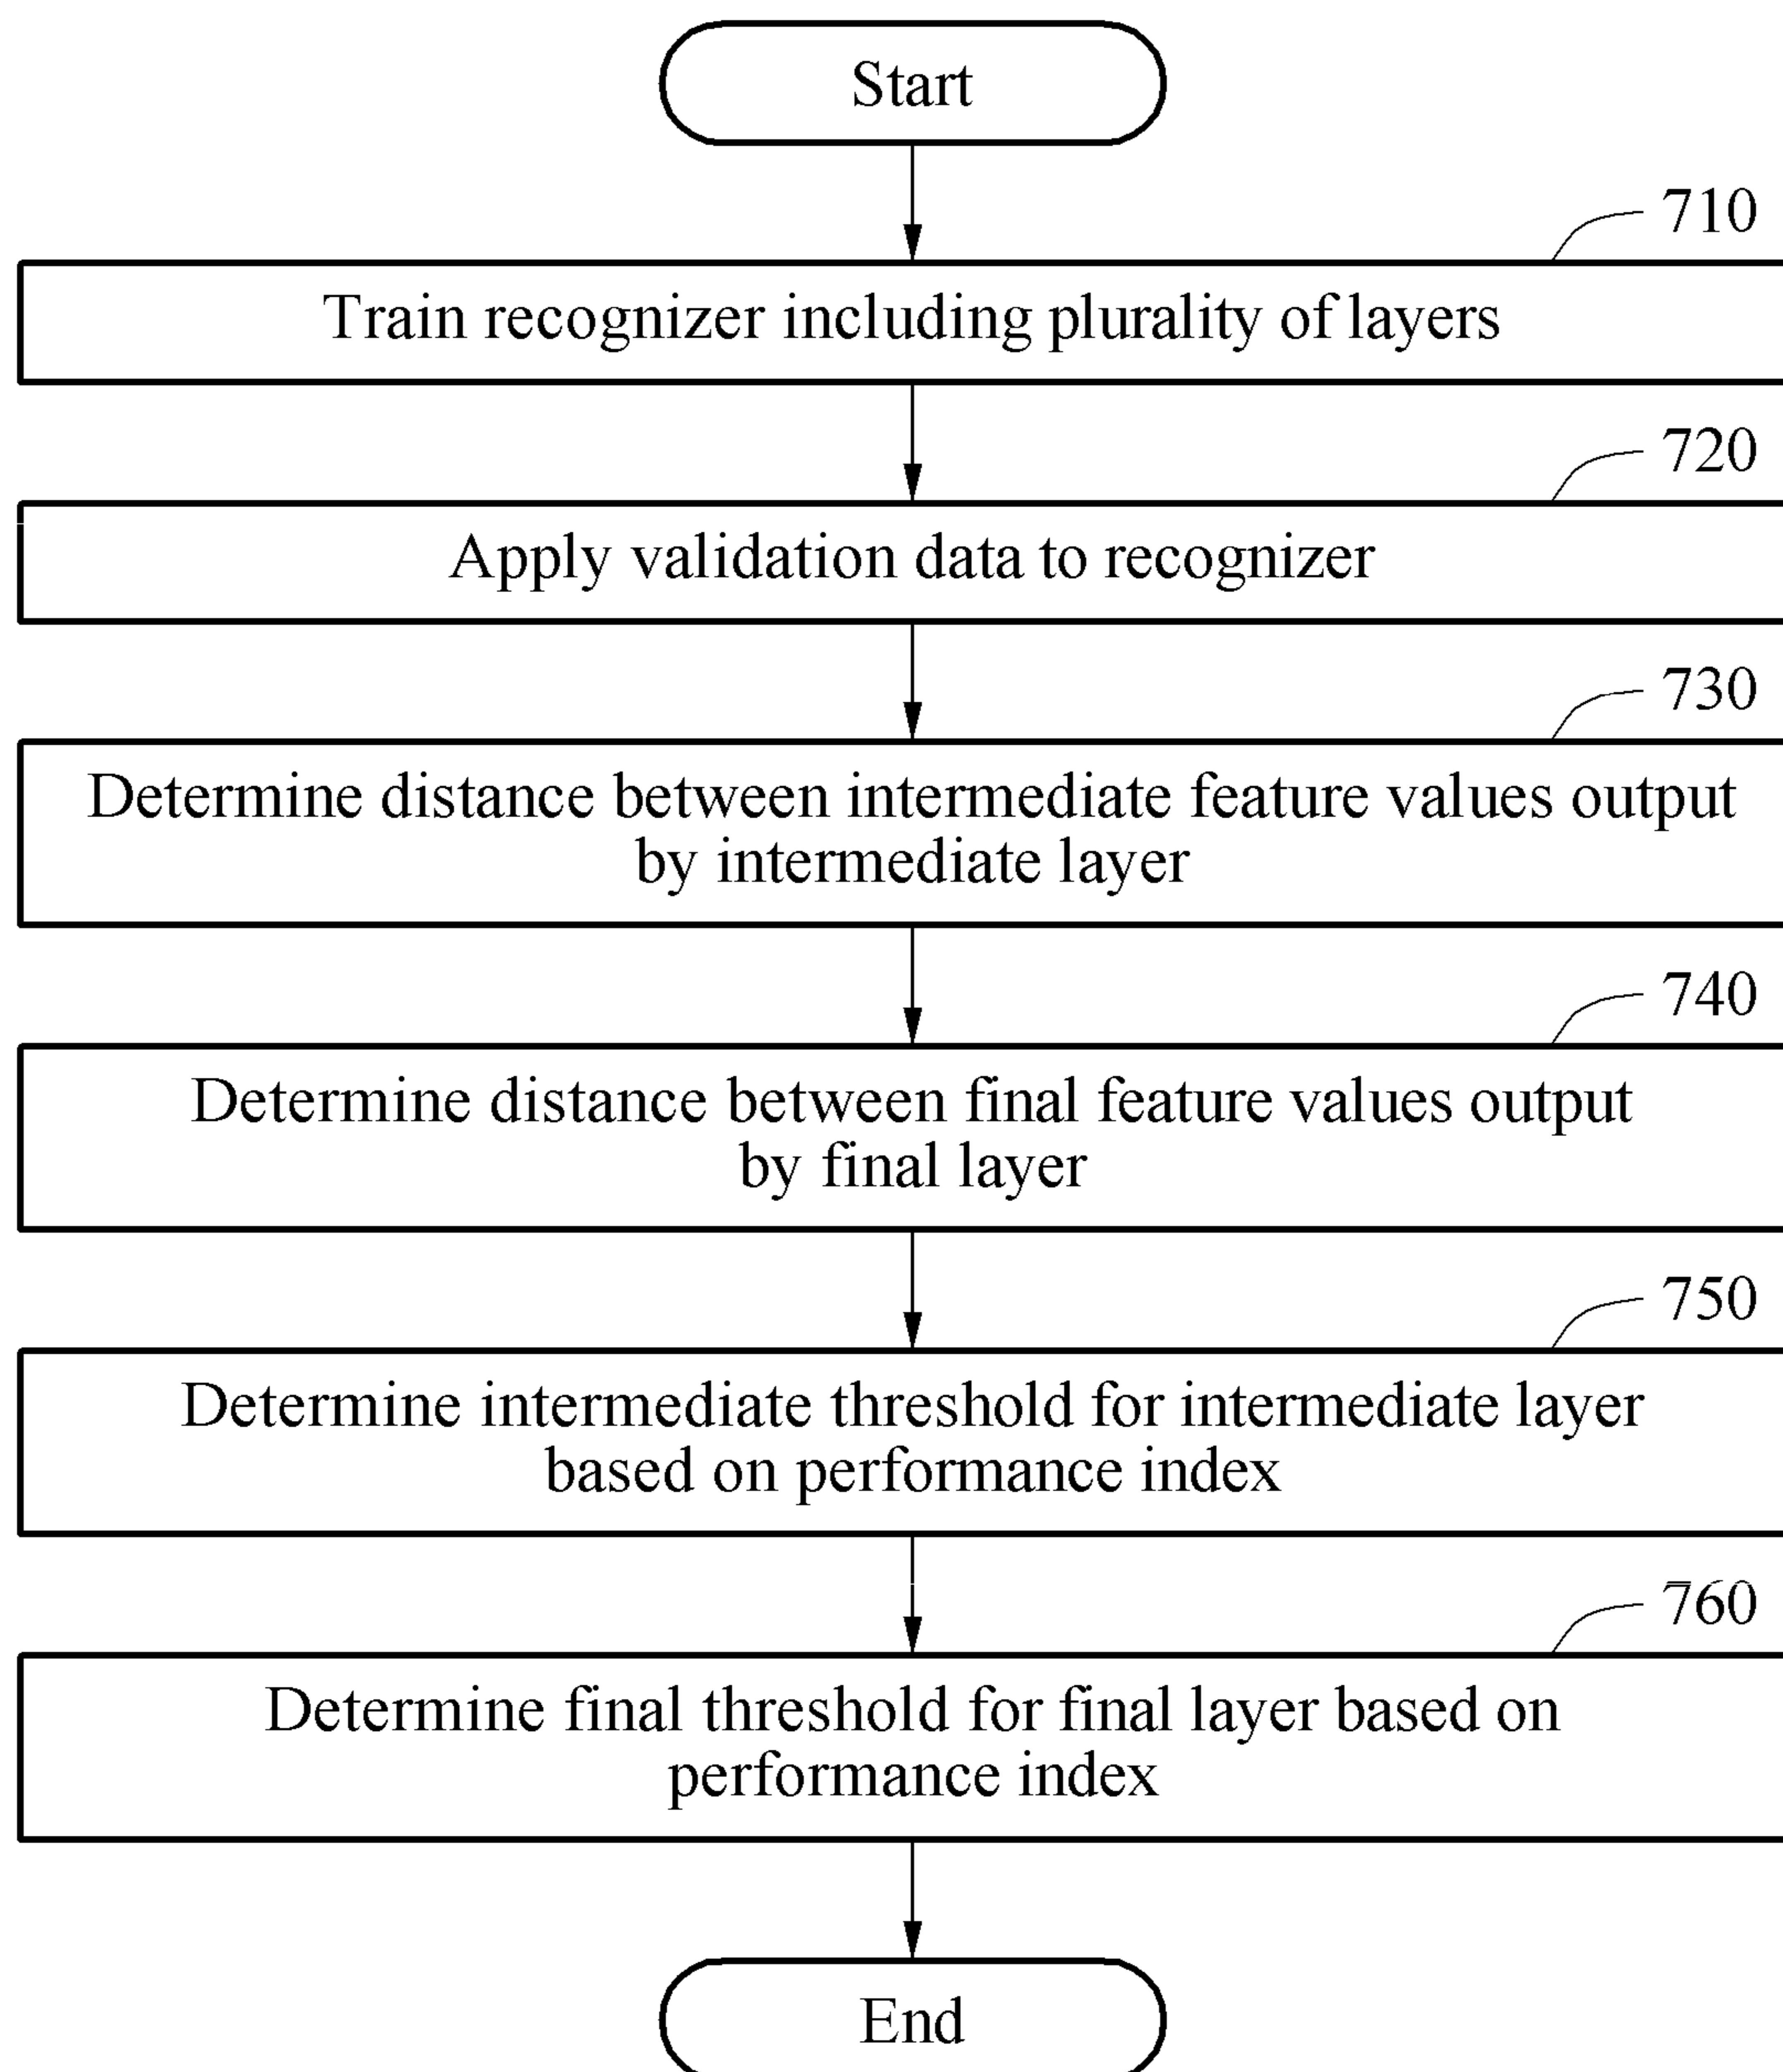 Start
710
Train recognizer including plurality of layers
720
Apply validation data to recognizer
730
Determine distance between intermediate feature values output
by intermediate layer
740
Determine distance between final feature values output
by final layer
750
Determine intermediate threshold for intermediate layer
based on performance index
760
Determine final threshold for final layer based on
performance index
End